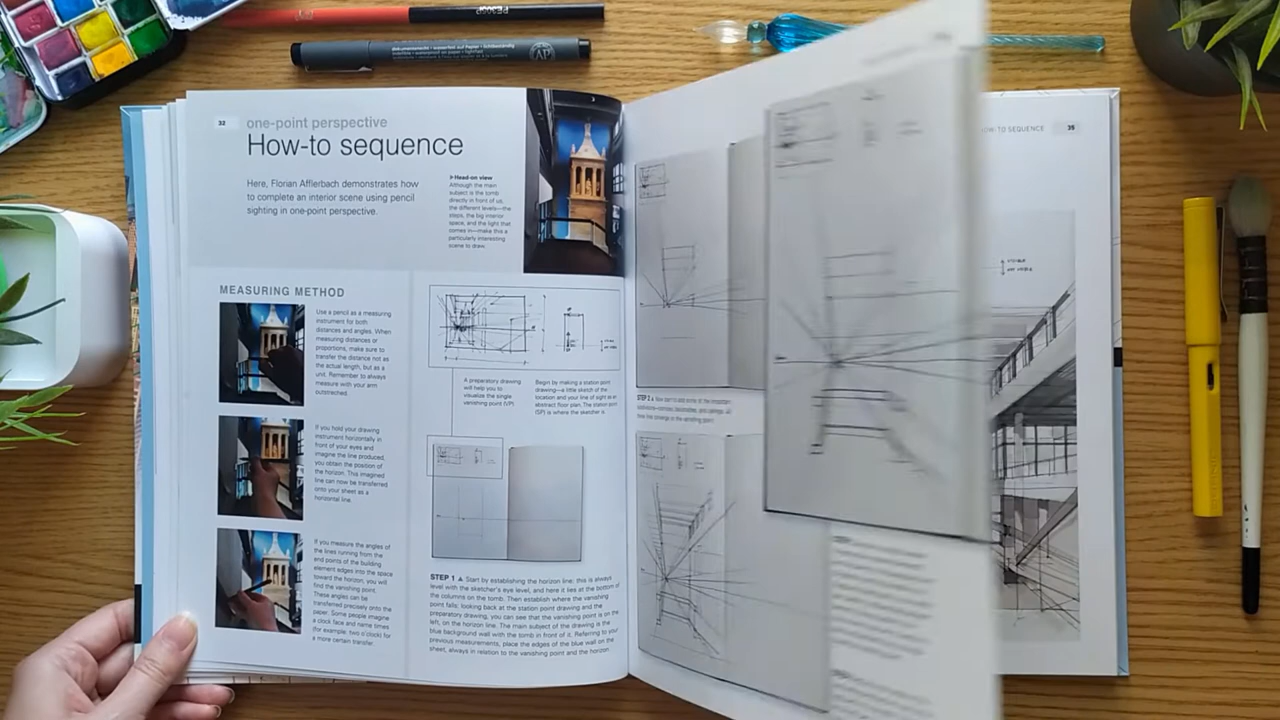 32
one-point perspective
How-to sequence
Here, Florian Afflerbach demonstrates how
to complete an interior scene using pencil
sighting in one-point perspective.
Head-on view
Although the main
subject is the tomb
directly in front of us,
the different levels—the
steps, the big interior
space, and the light that
comes in—make this a
particularly interesting
scene to draw.
MEASURING METHOD
Use a pencil as a measuring
instrument for both
distances and angles. When
measuring distances or
proportions, make sure to
transfer the distance not as
the actual length, but as a
unit. Remember to always
measure with your arm
outstretched.
If you hold your drawing
instrument horizontally in
front of your eyes and
imagine the line produced,
you obtain the position of
the horizon. This imagined
line can now be transferred
onto your sheet as a
horizontal line.
If you measure the angles of
the lines running from the
end points of the building
element edges into the space
toward the horizon, you will
find the vanishing point.
These angles can be
transferred precisely onto the
paper. Some people imagine
a clock face and name times
(for example: two o'clock) for
a more certain transfer.
A preparatory drawing
will help you to
visualize the single
vanishing point (VP).
Begin by making a station point
drawing—a little sketch of the
location and your line of sight as an
abstract floor plan. The station point
(SP) is where the sketcher is.
STEP 1 ▲ Start by establishing the horizon line: this is always
level with the sketcher's eye level, and here it lies at the bottom of
the columns on the tomb. Then establish where the vanishing
point falls: looking back at the station point drawing and the
preparatory drawing, you can see that the vanishing point is on the
left, on the horizon line. The main subject of the drawing is the
blue background wall with the tomb in front of it. Referring to your
previous measurements, place the edges of the blue wall on the
sheet, always in relation to the vanishing point and the horizon.
STEP 2
HOW-TO SEQUENCE 35